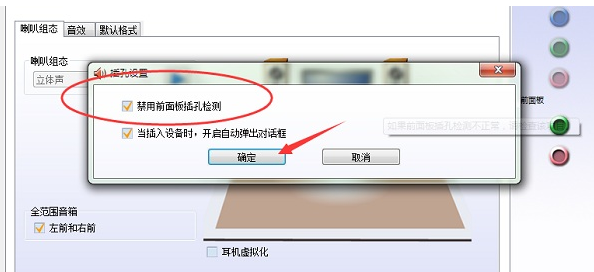 喇叭组态 音效 默认格式
喇叭组态
立体声
插孔设置
前面板
禁用前面板插孔检测
如果前面板插孔检测不正常，
当插入设备时，开启自动弹出对话框
确定 取消
全范围音箱
左前和右前
耳机虚拟化